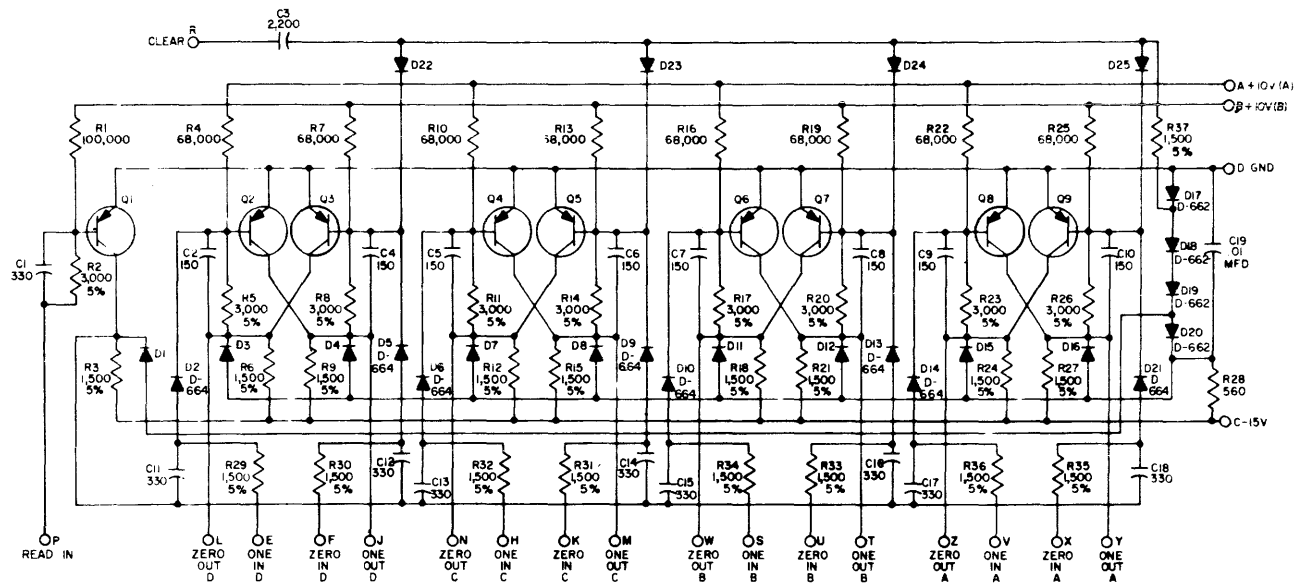 C3
2,200
CLEAR R
D22
D23
D24
D25
A+10V(A)
B+10V(B)
R1
100,000
R4
68,000
R7
68,000
R10
68,000
R13
68,000
R16
68,000
R19
68,000
R22
68,000
R25
68,000
R37
1,500
5%
D GND
Q1
Q2
Q3
Q4
Q5
Q6
Q7
Q8
Q9
D17
D-662
D18
D-662
D19
D-662
D20
D-662
C19
.01
MFD
C1
330
R2
3,000
5%
C2
150
C4
150
C5
150
C6
150
C7
150
C8
150
C9
150
C10
150
R5
3,000
5%
R8
3,000
5%
R11
3,000
5%
R14
3,000
5%
R17
3,000
5%
R20
3,000
5%
R23
3,000
5%
R26
3,000
5%
R3
1,500
5%
D1
D2
D-
664
D3
R6
1,500
5%
D4
R9
1,500
5%
D5
D-
664
D6
D-
664
D7
R12
1,500
5%
D8
R15
1,500
5%
D9
D-
664
D10
D-
664
D11
R18
1,500
5%
D12
R21
1,500
5%
D13
D-
664
D14
D-
664
D15
R24
1,500
5%
D16
R27
1,500
5%
D21
D
664
R28
560
C-15V
C11
330
R29
1,500
5%
R30
1,500
5%
C12
330
C13
330
R32
1,500
5%
R31
1,500
5%
C14
330
C15
330
R34
1,500
5%
R33
1,500
5%
C16
330
C17
330
R36
1,500
5%
R35
1,500
5%
C18
330
P
READ IN
L
ZERO
OUT
D
E
ONE
IN
D
F
ZERO
IN
D
J
ONE
OUT
D
N
ZERO
OUT
C
H
ONE
IN
C
K
ZERO
IN
C
M
ONE
OUT
C
W
ZERO
OUT
B
S
ONE
IN
B
U
ZERO
IN
B
T
ONE
OUT
B
Z
ZERO
OUT
A
V
ONE
IN
A
X
ZERO
IN
A
Y
ONE
OUT
A